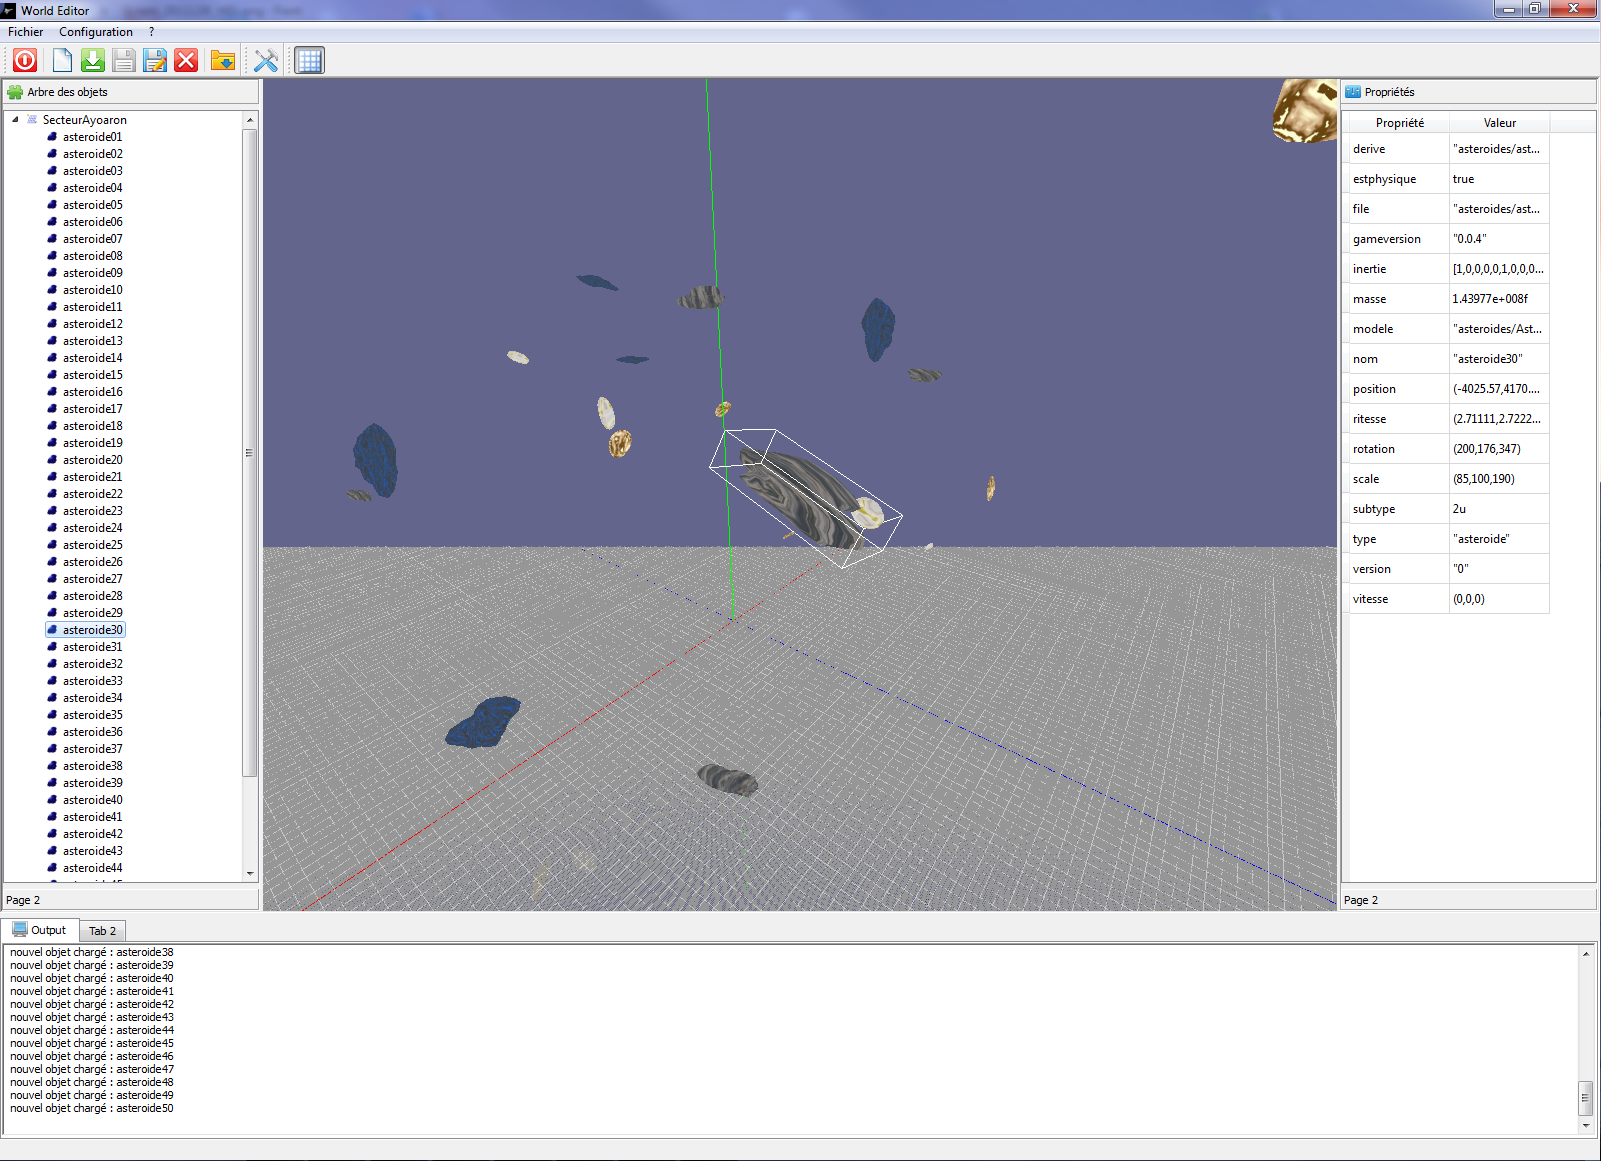 World Editor
Fichier Configuration ?
Arbre des objets
SecteurAyoaron
asteroide01
asteroide02
asteroide03
asteroide04
asteroide05
asteroide06
asteroide07
asteroide08
asteroide09
asteroide10
asteroide11
asteroide12
asteroide13
asteroide14
asteroide15
asteroide16
asteroide17
asteroide18
asteroide19
asteroide20
asteroide21
asteroide22
asteroide23
asteroide24
asteroide25
asteroide26
asteroide27
asteroide28
asteroide29
asteroide30
asteroide31
asteroide32
asteroide33
asteroide34
asteroide35
asteroide36
asteroide37
asteroide38
asteroide39
asteroide40
asteroide41
asteroide42
asteroide43
asteroide44
Page 2
Propriétés
Propriété Valeur
derive "asteroides/ast...
estphysique true
file "asteroides/ast...
gameversion "0.0.4"
inertie [1,0,0,0,0,1,0,0,0...
masse 1.43977e+008f
modele "asteroides/Ast...
nom "asteroide30"
position (-4025.57,4170....
ritesse (2.71111,2.7222...
rotation (200,176,347)
scale (85,100,190)
subtype 2u
type "asteroide"
version "0"
vitesse (0,0,0)
Page 2
Output Tab 2
nouvel objet chargé : asteroide38
nouvel objet chargé : asteroide39
nouvel objet chargé : asteroide40
nouvel objet chargé : asteroide41
nouvel objet chargé : asteroide42
nouvel objet chargé : asteroide43
nouvel objet chargé : asteroide44
nouvel objet chargé : asteroide45
nouvel objet chargé : asteroide46
nouvel objet chargé : asteroide47
nouvel objet chargé : asteroide48
nouvel objet chargé : asteroide49
nouvel objet chargé : asteroide50